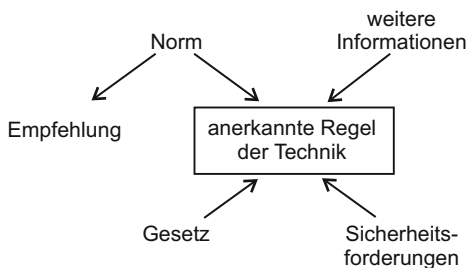 weitere
Informationen
Norm
Empfehlung
anerkannte Regel
der Technik
Gesetz
Sicherheits-
forderungen